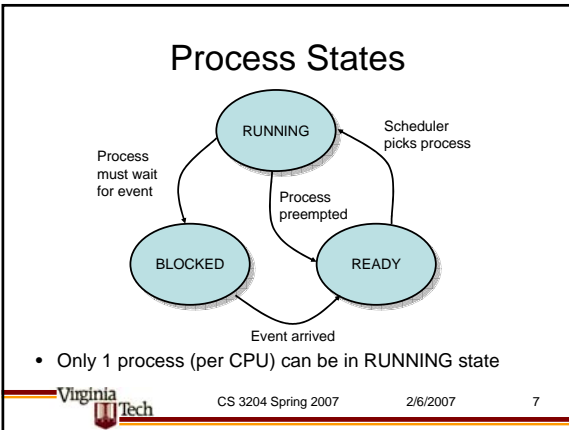 Process States
RUNNING
Scheduler
picks process
Process
must wait
for event
Process
preempted
BLOCKED
READY
Event arrived
• Only 1 process (per CPU) can be in RUNNING state
Virginia Tech
CS 3204 Spring 2007
2/6/2007
7